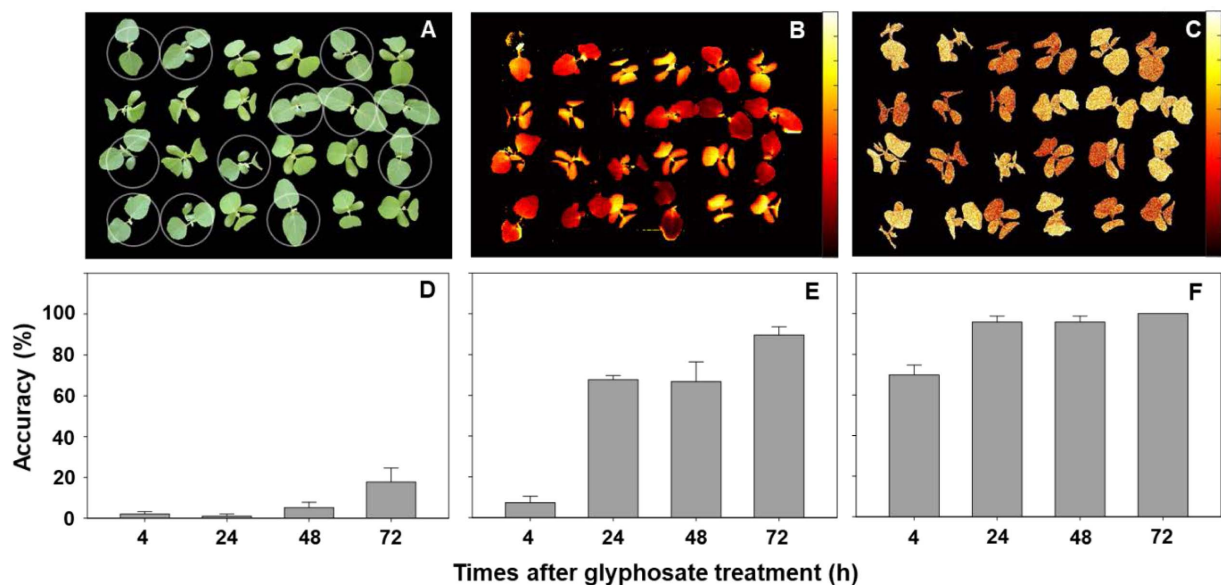 A
B
C
D
E
F
Accuracy (%)
100
80
60
40
20
0
4 24 48 72
4 24 48 72
4 24 48 72
Times after glyphosate treatment (h)